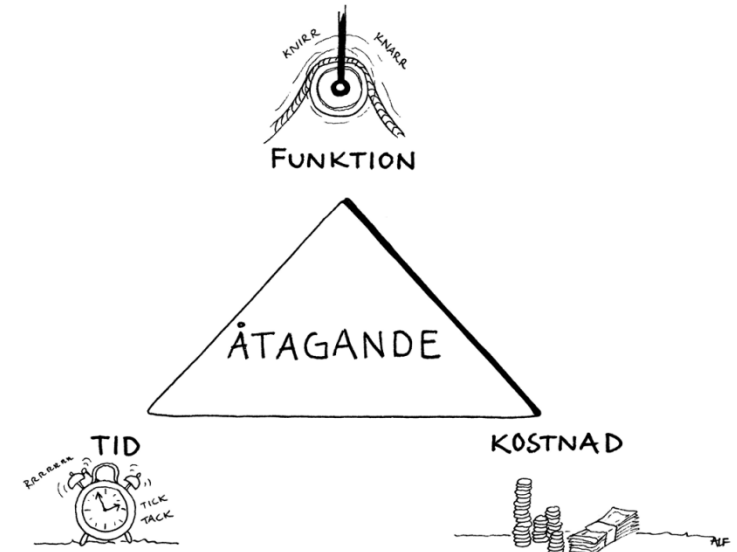 KNIRR
KNARR
FUNKTION
ÅTAGANDE
TID
KOSTNAD
RRRRRRR
TICK
TACK
ALF